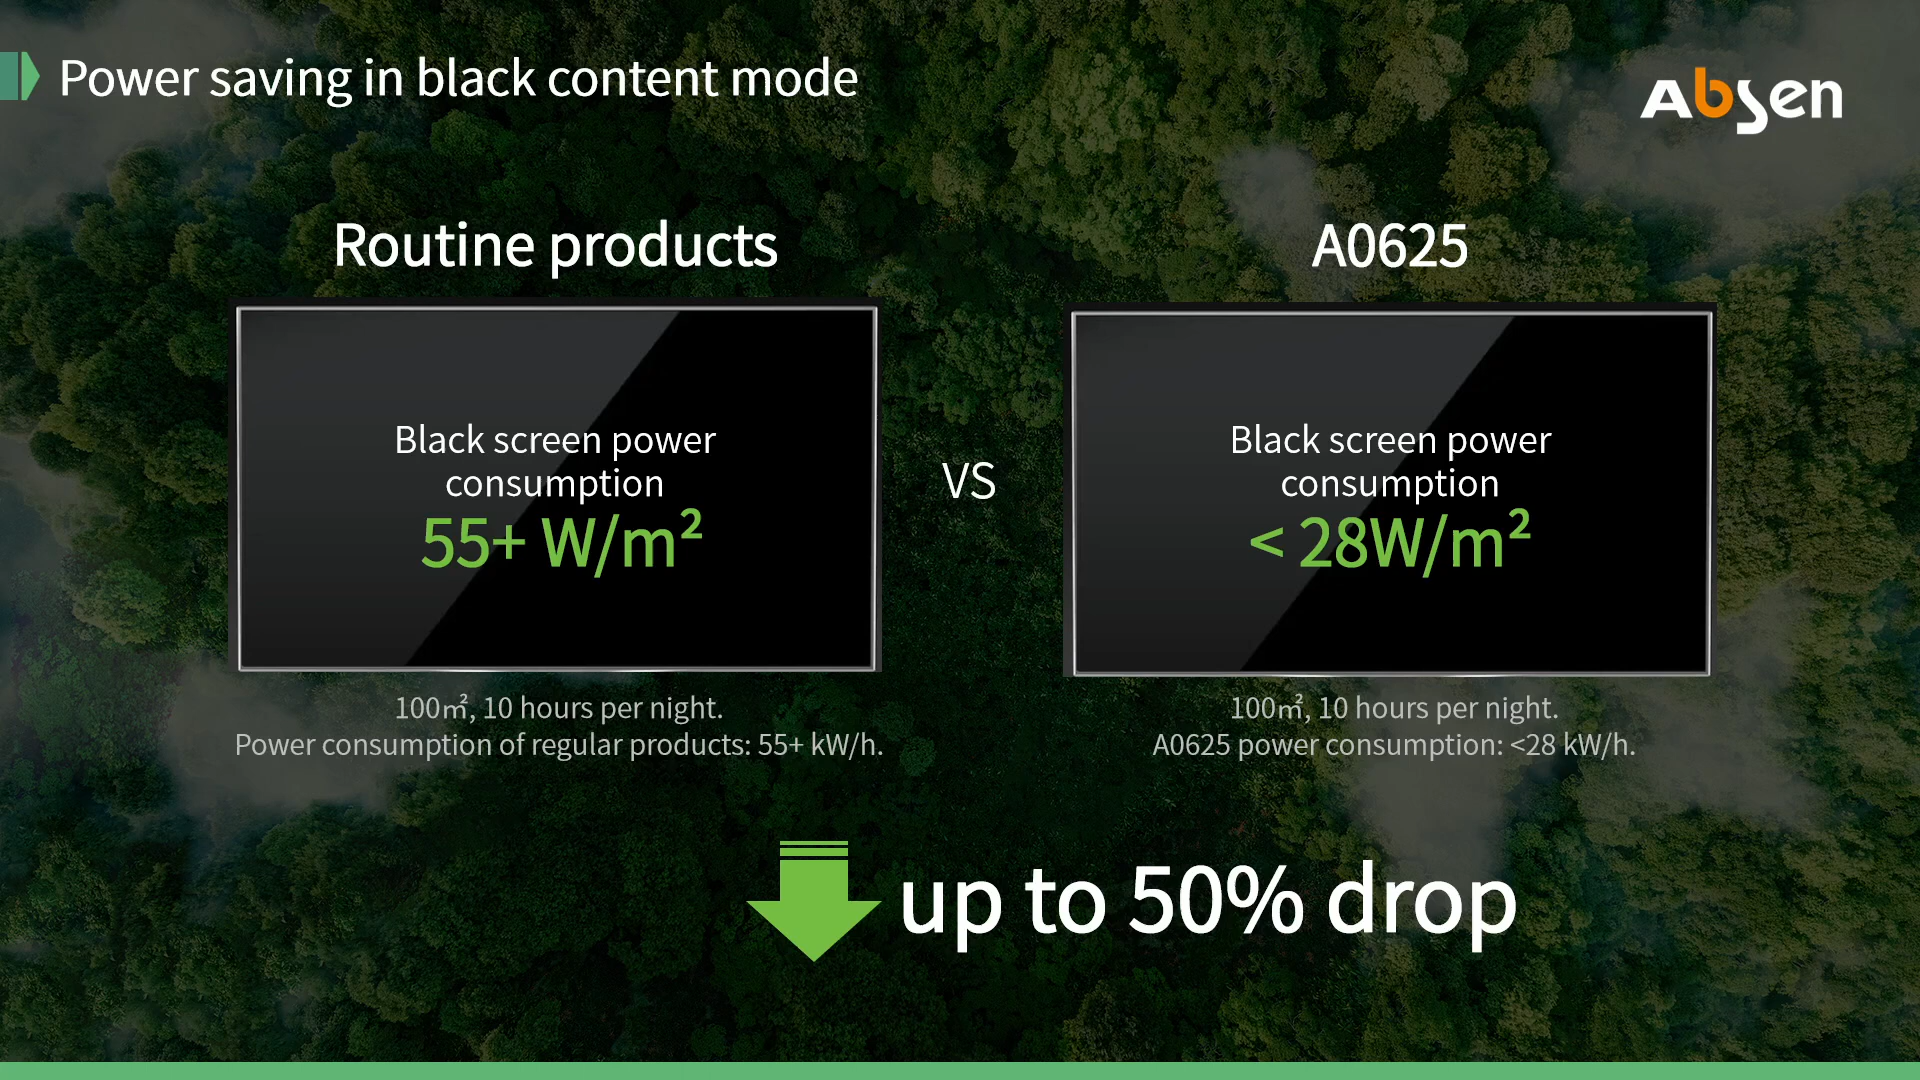 Power saving in black content mode
Absen
Routine products
A0625
Black screen power
consumption
55+ W/m²
VS
Black screen power
consumption
< 28W/m²
100㎡, 10 hours per night.
Power consumption of regular products: 55+ kW/h.
100㎡, 10 hours per night.
A0625 power consumption: <28 kW/h.
up to 50% drop